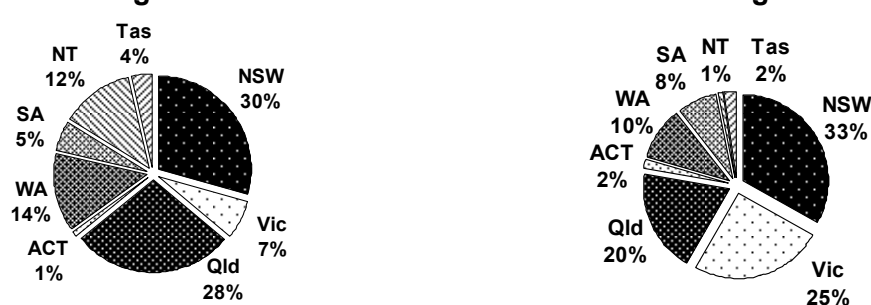 Tas
4%
NT
12%
NSW
30%
SA
5%
WA
14%
ACT
1%
Qld
28%
Vic
7%
SA
8%
NT
1%
Tas
2%
NSW
33%
WA
10%
ACT
2%
Qld
20%
Vic
25%